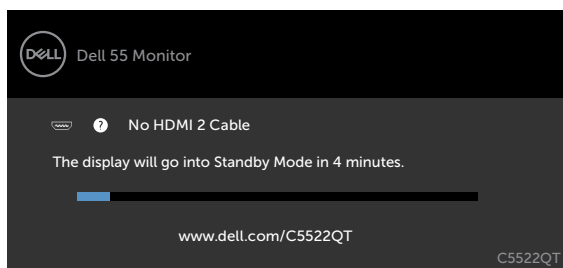 DELL
Dell 55 Monitor
? No HDMI 2 Cable
The display will go into Standby Mode in 4 minutes.
www.dell.com/C5522QT
C5522QT